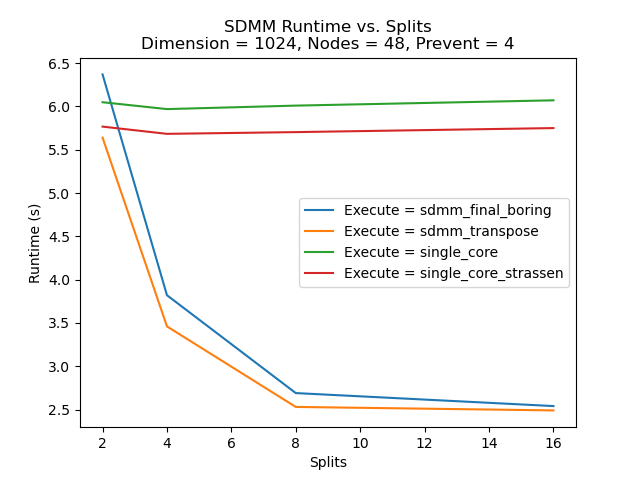 SDMM Runtime vs. Splits
Dimension = 1024, Nodes = 48, Prevent = 4
Runtime (s)
6.5
6.0
5.5
5.0
4.5
4.0
3.5
3.0
2.5
Execute = sdmm_final_boring
Execute = sdmm_transpose
Execute = single_core
Execute = single_core_strassen
2 4 6 8 10 12 14 16
Splits